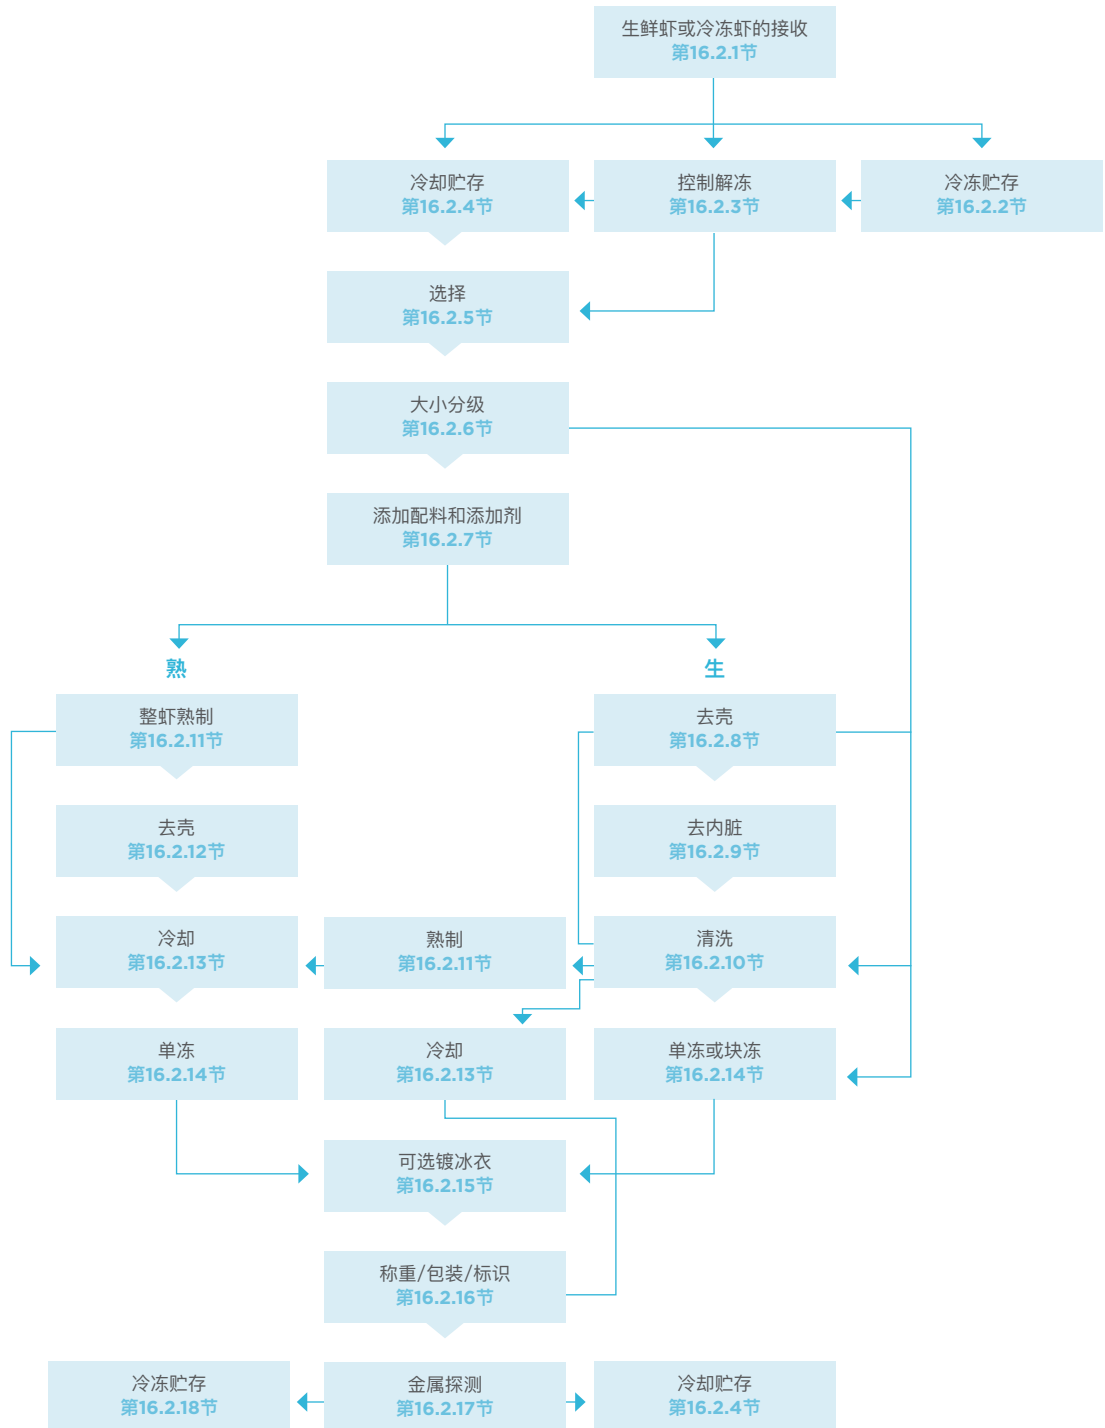 生鲜虾或冷冻虾的接收
第16.2.1节
冷却贮存
第16.2.4节
控制解冻
第16.2.3节
冷冻贮存
第16.2.2节
选择
第16.2.5节
大小分级
第16.2.6节
添加配料和添加剂
第16.2.7节
熟
生
整虾熟制
第16.2.11节
去壳
第16.2.8节
去壳
第16.2.12节
去内脏
第16.2.9节
冷却
第16.2.13节
熟制
第16.2.11节
清洗
第16.2.10节
单冻
第16.2.14节
冷却
第16.2.13节
单冻或块冻
第16.2.14节
可选镀冰衣
第16.2.15节
称重/包装/标识
第16.2.16节
冷冻贮存
第16.2.18节
金属探测
第16.2.17节
冷却贮存
第16.2.4节